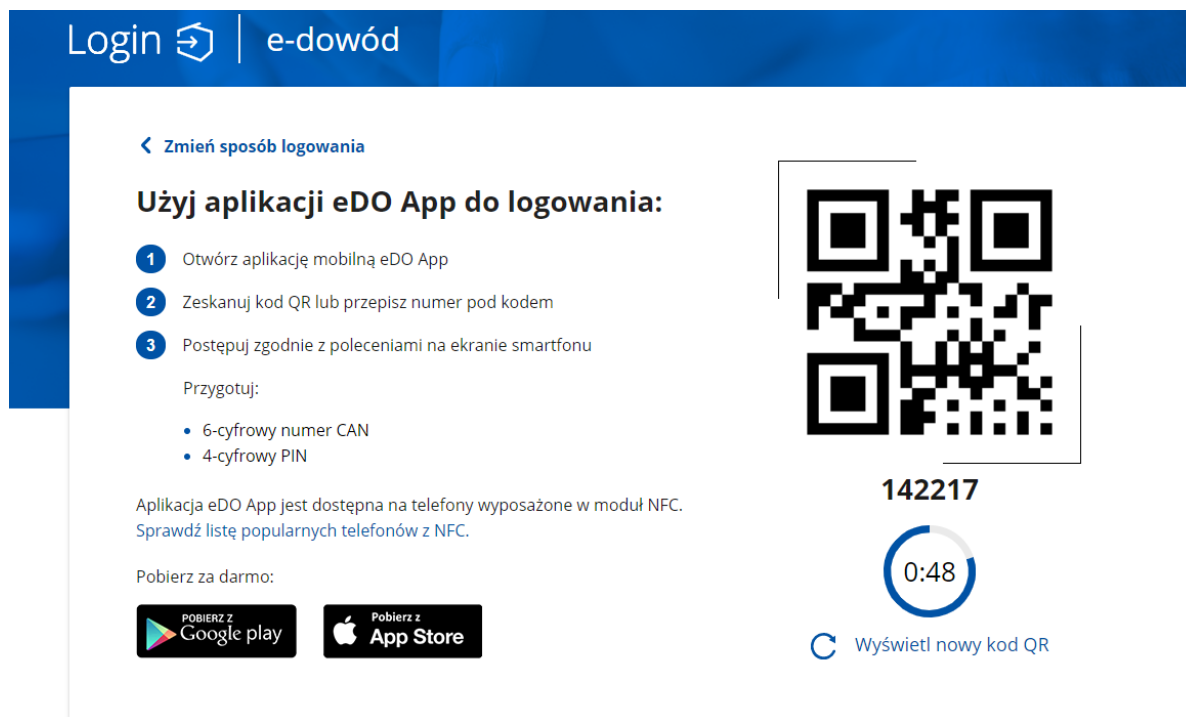 Login e-dowód
Zmień sposób logowania
Użyj aplikacji eDO App do logowania:
1 Otwórz aplikację mobilną eDO App
2 Zeskanuj kod QR lub przepisz numer pod kodem
3 Postępuj zgodnie z poleceniami na ekranie smartfonu
Przygotuj:
• 6-cyfrowy numer CAN
• 4-cyfrowy PIN
Aplikacja eDO App jest dostępna na telefony wyposażone w moduł NFC.
Sprawdź listę popularnych telefonów z NFC.
Pobierz za darmo:
POBIERZ Z
Google play
Pobierz z
App Store
142217
0:48
Wyświetl nowy kod QR